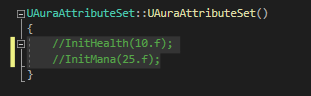 UAuraAttributeSet::UAuraAttributeSet()
{
//InitHealth(10.f);
//InitMana(25.f);
}